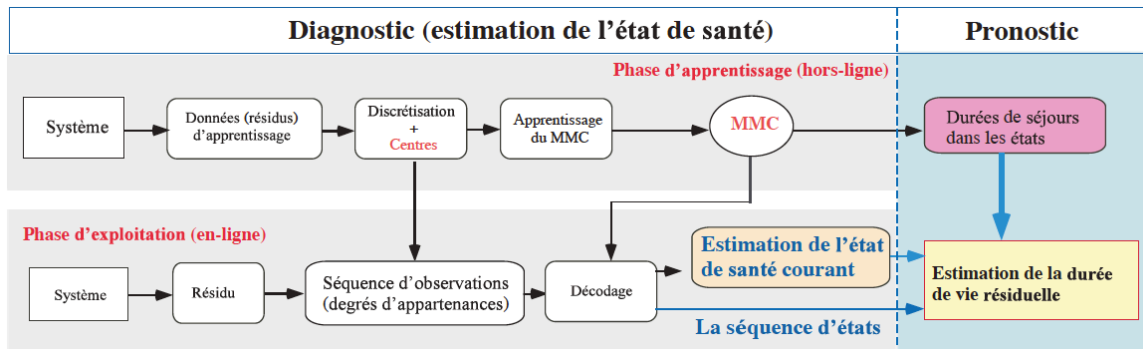 Diagnostic (estimation de l'état de santé)
Pronostic
Phase d'apprentissage (hors-ligne)
Système
Données (résidus)
d'apprentissage
Discrétisation
+
Centres
Apprentissage
du MMC
MMC
Durées de séjours
dans les états
Phase d'exploitation (en-ligne)
Système
Résidu
Séquence d'observations
(degrés d'appartenances)
Décodage
Estimation de l'état
de santé courant
La séquence d'états
Estimation de la durée
de vie résiduelle